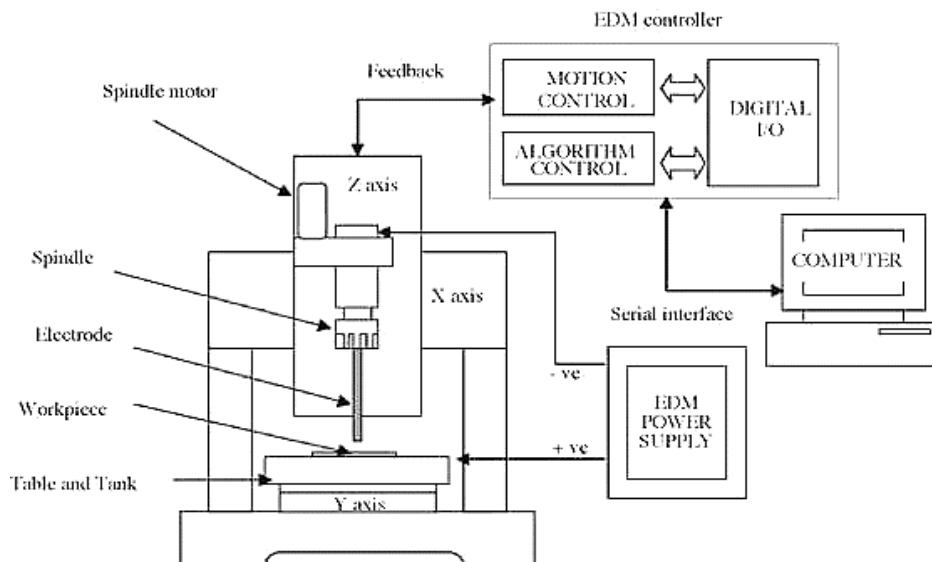 EDM controller
Feedback
MOTION
CONTROL
DIGITAL
I/O
ALGORITHM
CONTROL
Spindle motor
Z axis
Spindle
X axis
COMPUTER
Serial interface
Electrode
- ve
Workpiece
EDM
POWER
SUPPLY
+ ve
Table and Tank
Y axis